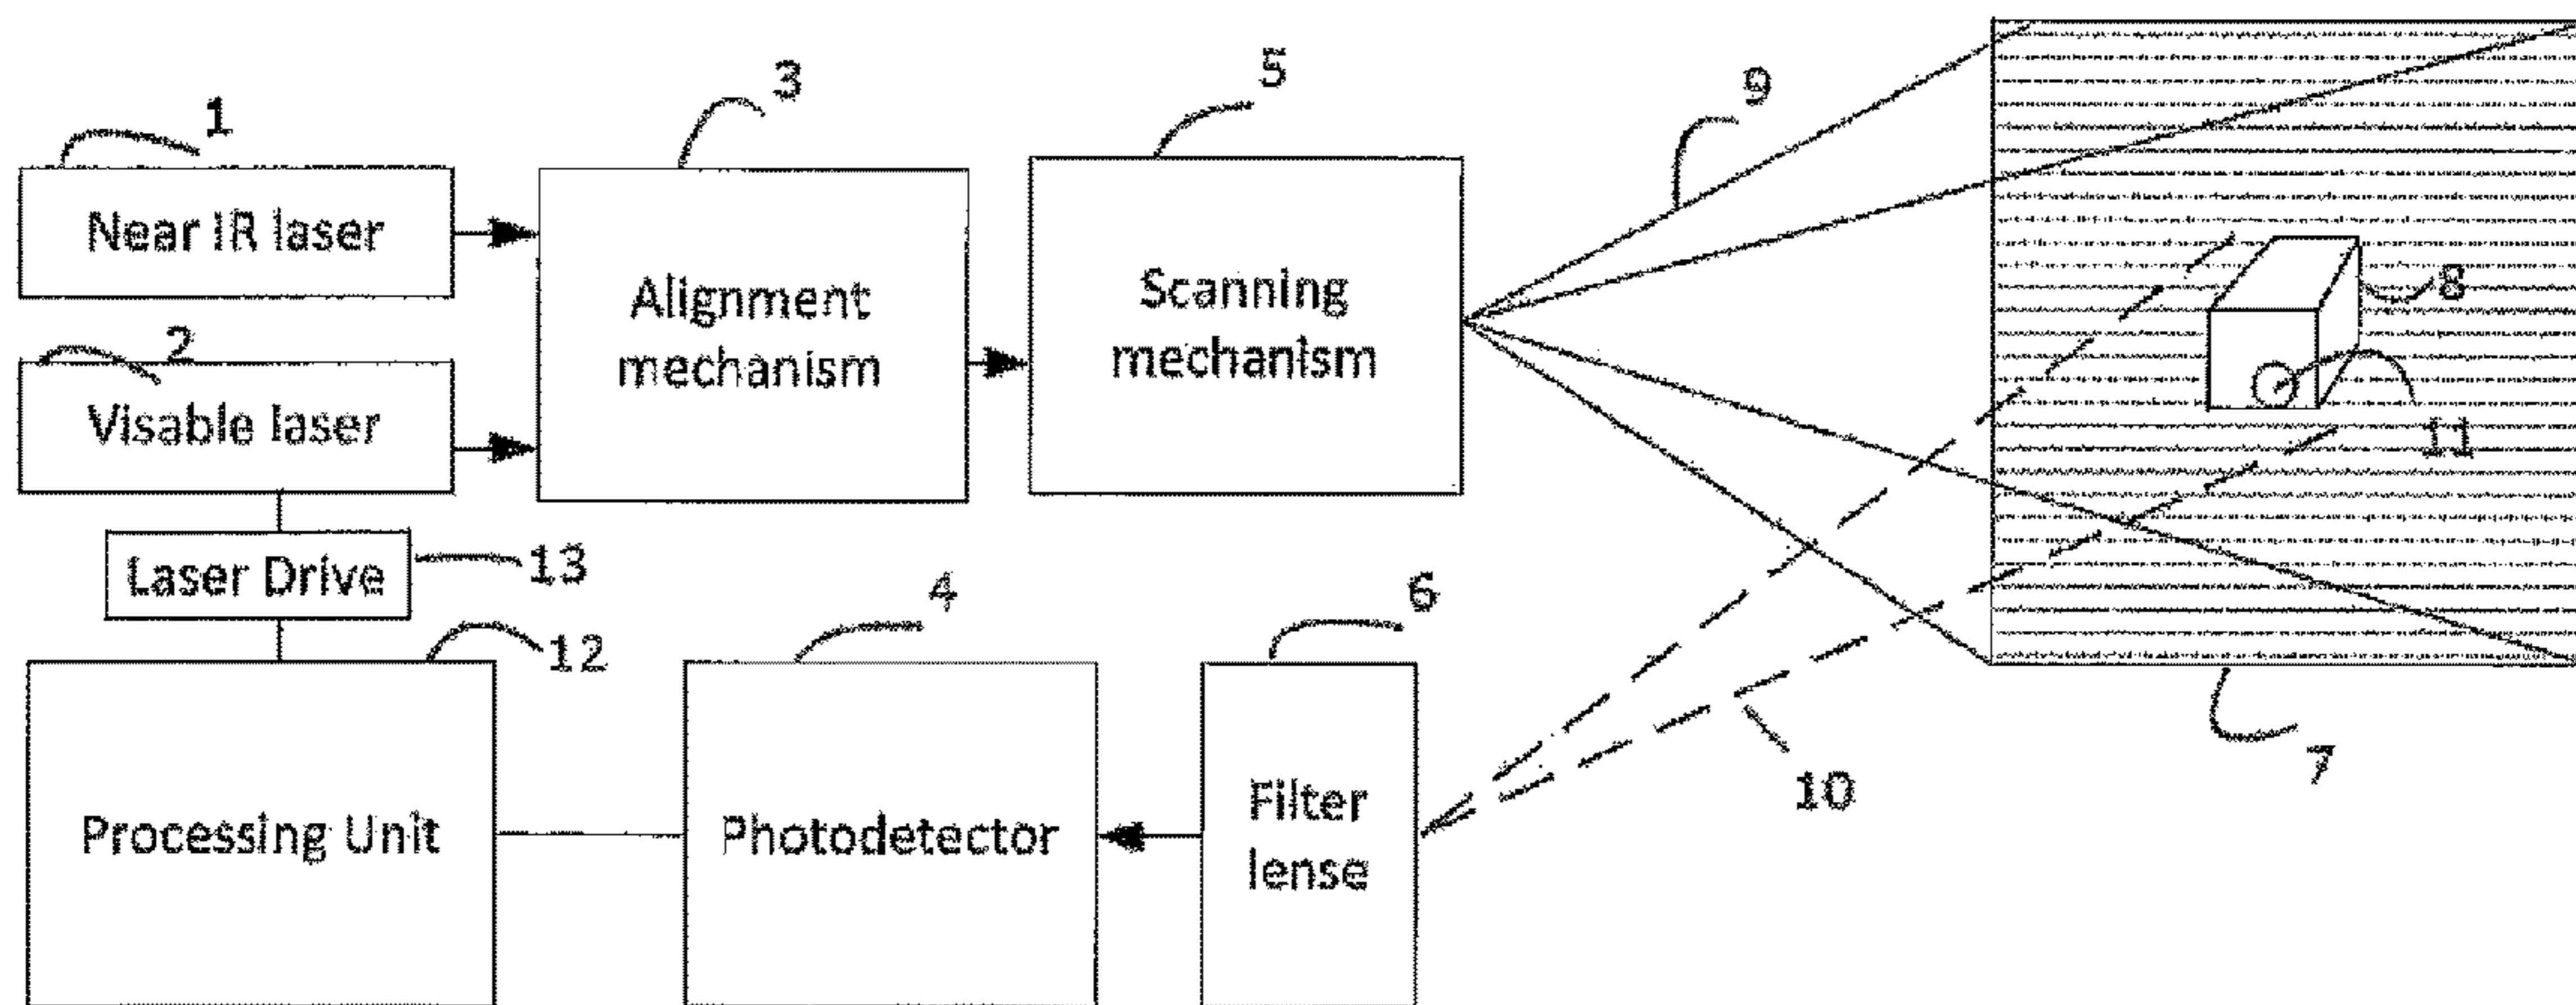 1
3
5
9
Near IR laser
Alignment
mechanism
Scanning
mechanism
8
2
Visable laser
11
Laser Drive
13
4
6
12
10
7
Processing Unit
Photodetector
Filter
lense